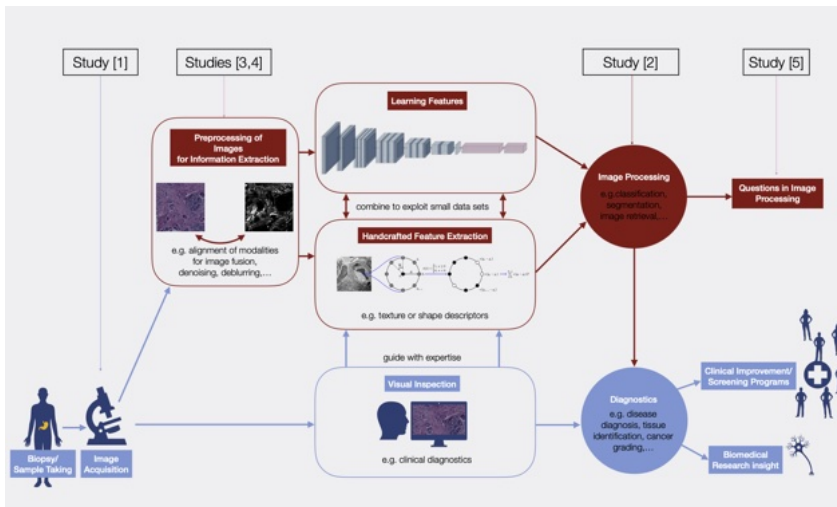 Study [1]
Studies [3,4]
Study [2]
Study [5]
Learning Features
Preprocessing of
Images
for Information Extraction
e.g. alignment of modalities
for image fusion,
denoising, deblurring,...
combine to exploit small data sets
Handcrafted Feature Extraction
e.g. texture or shape descriptors
Image Processing
e.g.classification,
segmentation,
image retrieval,...
Questions in Image
Processing
guide with expertise
Visual Inspection
e.g. clinical diagnostics
Biopsy/
Sample Taking
Image
Acquisition
Diagnostics
e.g. disease
diagnosis, tissue
identification, cancer
grading,...
Clinical Improvement/
Screening Programs
Biomedical
Research insight